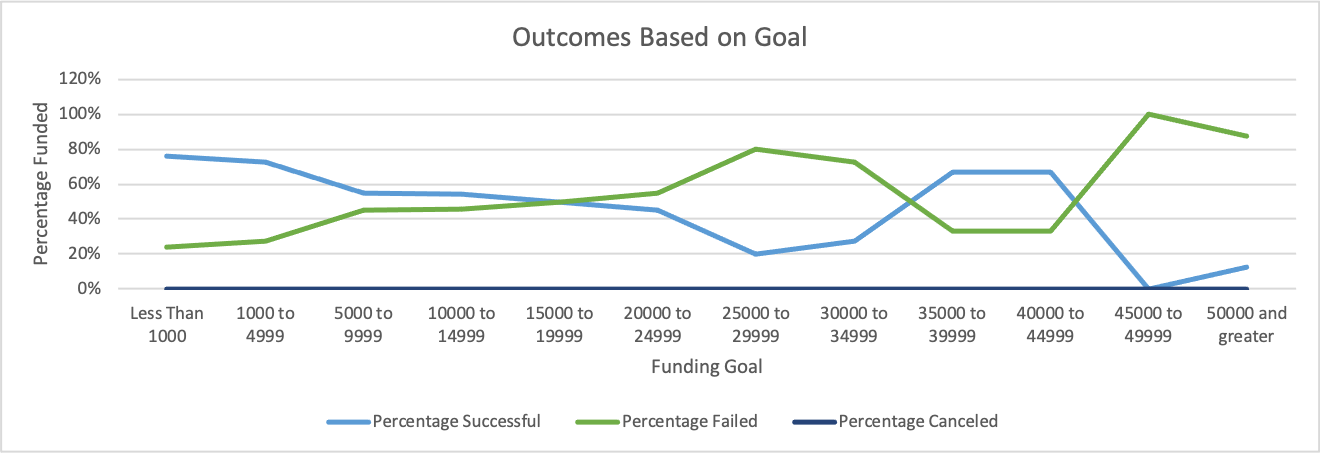 Outcomes Based on Goal
Percentage Funded
120%
100%
80%
60%
40%
20%
0%
Less Than
1000
1000 to
4999
5000 to
9999
10000 to
14999
15000 to
19999
20000 to
24999
25000 to
29999
30000 to
34999
35000 to
39999
40000 to
44999
45000 to
49999
50000 and
greater
Funding Goal
Percentage Successful
Percentage Failed
Percentage Canceled